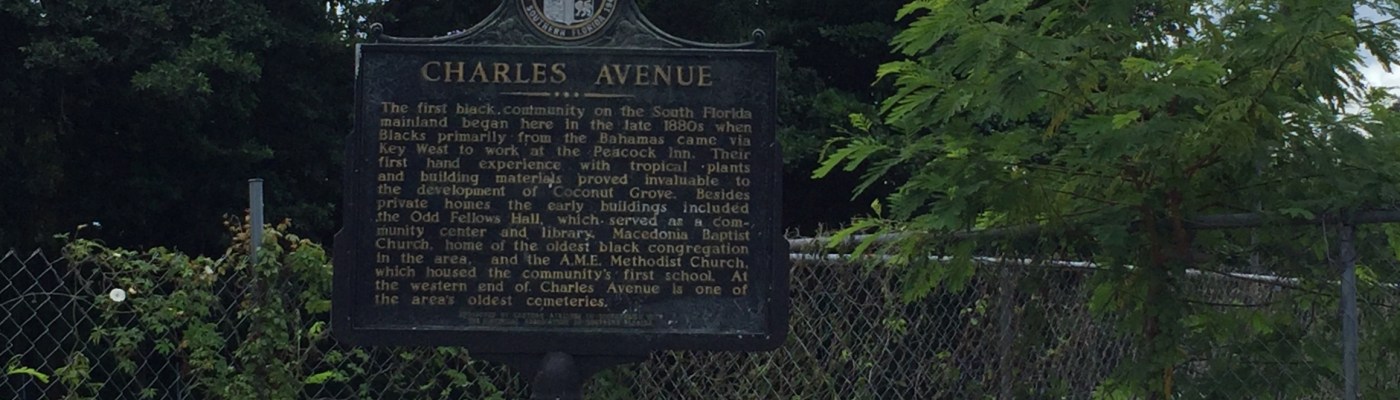 SOUTHERN FLORIDA
CHARLES AVENUE
The first black community on the South Florida
mainland began here in the late 1880s when
Blacks primarily from the Bahamas came via
Key West to work at the Peacock Inn. Their
first hand experience with tropical plants
and building materials proved invaluable to
the development of Coconut Grove. Besides
private homes the early buildings included
the Odd Fellows Hall, which served as a com-
munity center and library, Macedonia Baptist
Church, home of the oldest black congregation
in the area, and the A.M.E. Methodist Church,
which housed the community's first school. At
the western end of Charles Avenue is one of
the area's oldest cemeteries.